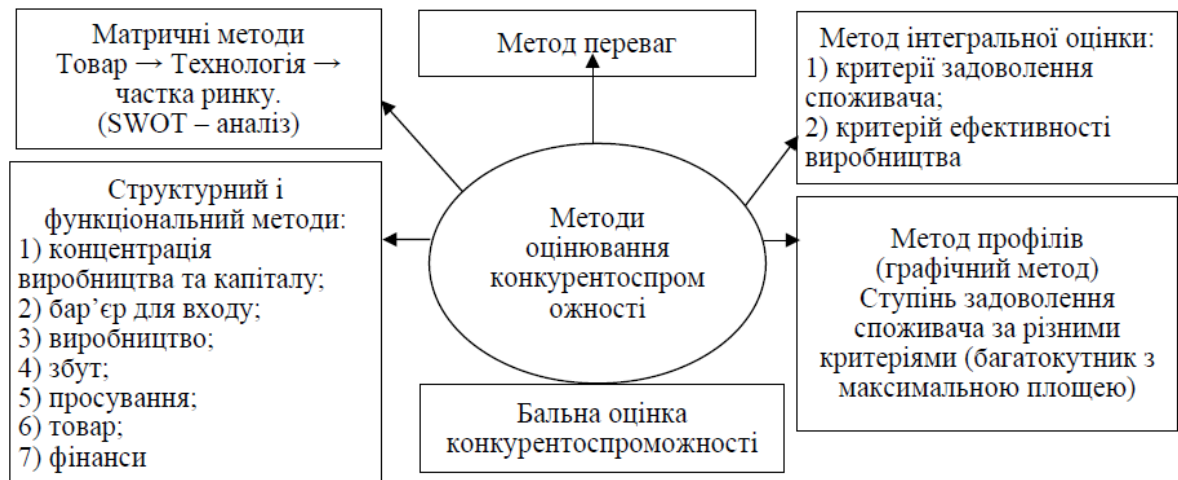 Матричні методи
Товар → Технологія →
частка ринку.
(SWOT – аналіз)
Метод переваг
Метод інтегральної оцінки:
1) критерії задоволення
споживача;
2) критерій ефективності
виробництва
Структурний і
функціональний методи:
1) концентрація
виробництва та капіталу;
2) бар’єр для входу;
3) виробництво;
4) збут;
5) просування;
6) товар;
7) фінанси
Методи
оцінювання
конкурентоспром
ожності
Метод профілів
(графічний метод)
Ступінь задоволення
споживача за різними
критеріями (багатокутник з
максимальною площею)
Бальна оцінка
конкурентоспроможності